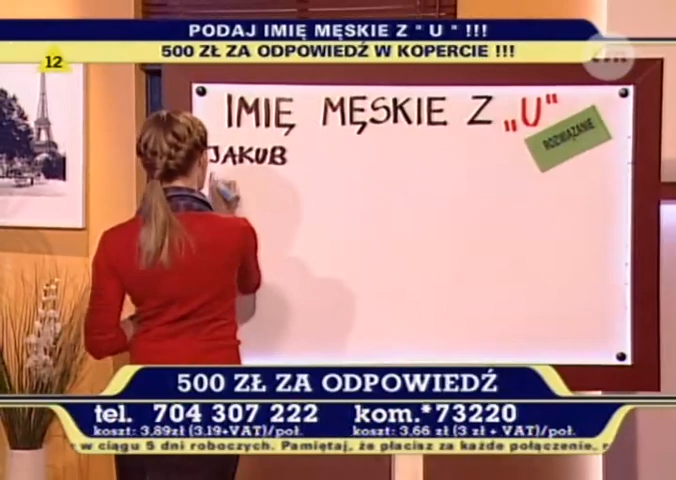 PODAJ IMIĘ MĘSKIE Z " U " !!!
500 ZŁ ZA ODPOWIEDŹ W KOPERCIE !!!
12
IMIĘ MĘSKIE Z „U"
ROZWIĄZANIE
JAKUB
500 ZŁ ZA ODPOWIEDŹ
tel. 704 307 222 kom.*73220
koszt: 3.89zł (3.19+VAT)/poł. koszt: 3.66 zł (3 zł + VAT)/poł.
w ciągu 5 dni roboczych. Pamiętaj, że płacisz za każde połączenie,